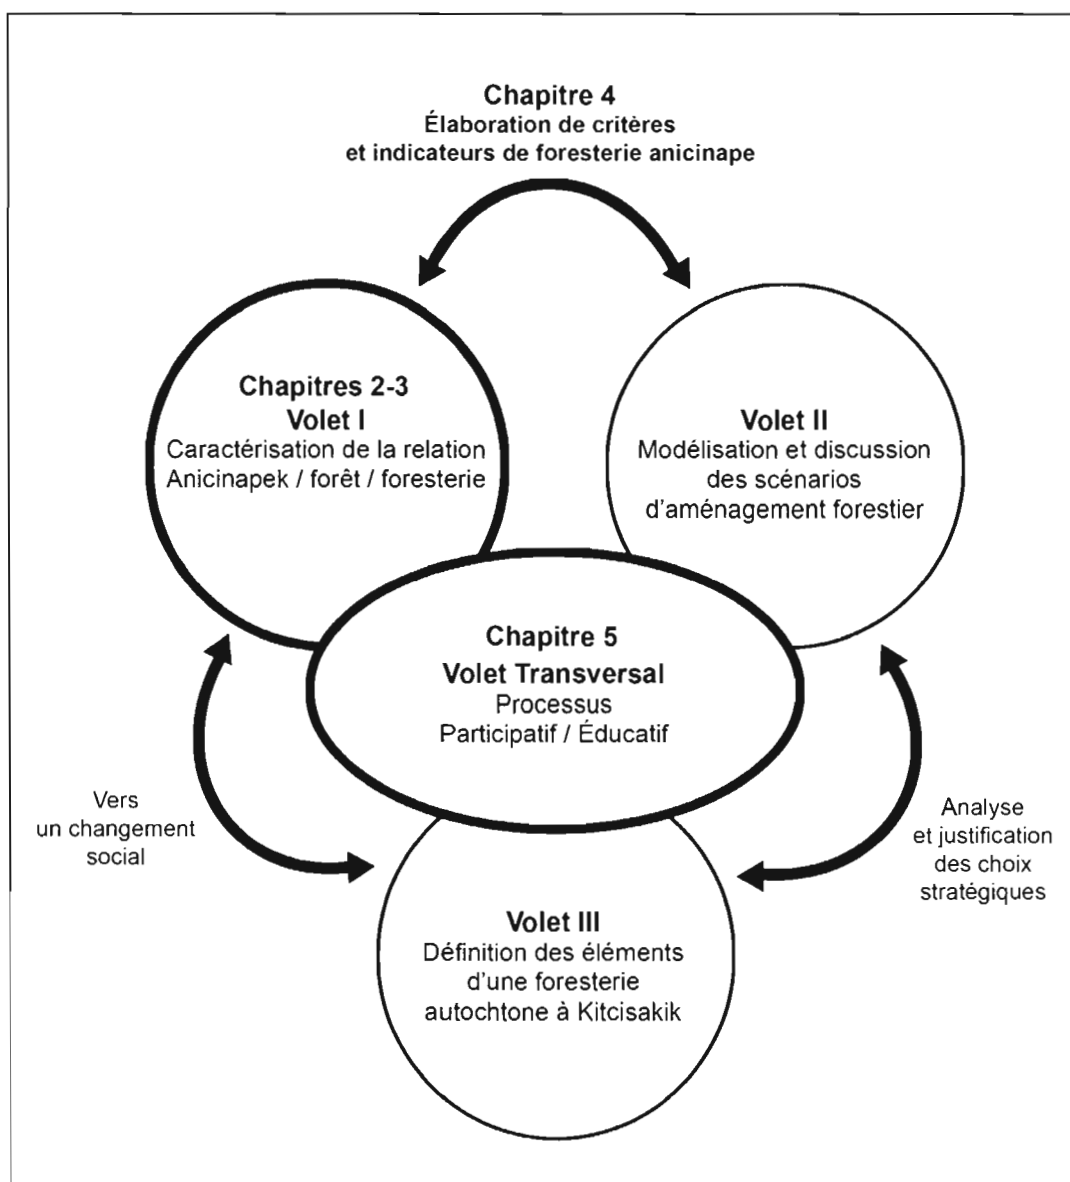 Chapitre 4
Élaboration de critères
et indicateurs de foresterie anicinape
Chapitres 2-3
Volet I
Caractérisation de la relation
Anicinapek / forêt / foresterie
Volet II
Modélisation et discussion
des scénarios
d'aménagement forestier
Chapitre 5
Volet Transversal
Processus
Participatif / Éducatif
Vers
un changement
social
Analyse
et justification
des choix
stratégiques
Volet III
Définition des éléments
d'une foresterie
autochtone à Kitcisakik